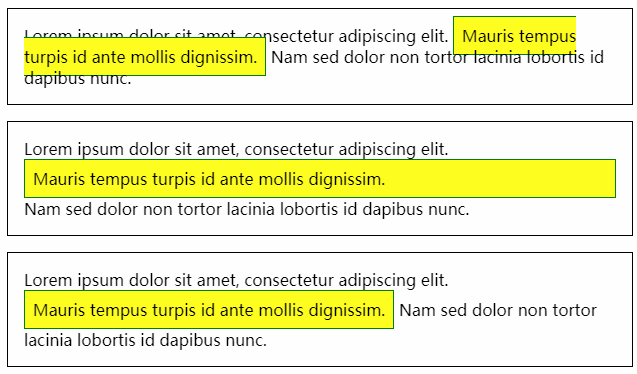 Lorem ipsum dolor sit amet, consectetur adipiscing elit. Mauris tempus
turpis id ante mollis dignissim. Nam sed dolor non tortor lacinia lobortis id
dapibus nunc.
Lorem ipsum dolor sit amet, consectetur adipiscing elit.
Mauris tempus turpis id ante mollis dignissim.
Nam sed dolor non tortor lacinia lobortis id dapibus nunc.
Lorem ipsum dolor sit amet, consectetur adipiscing elit.
Mauris tempus turpis id ante mollis dignissim. Nam sed dolor non tortor
lacinia lobortis id dapibus nunc.